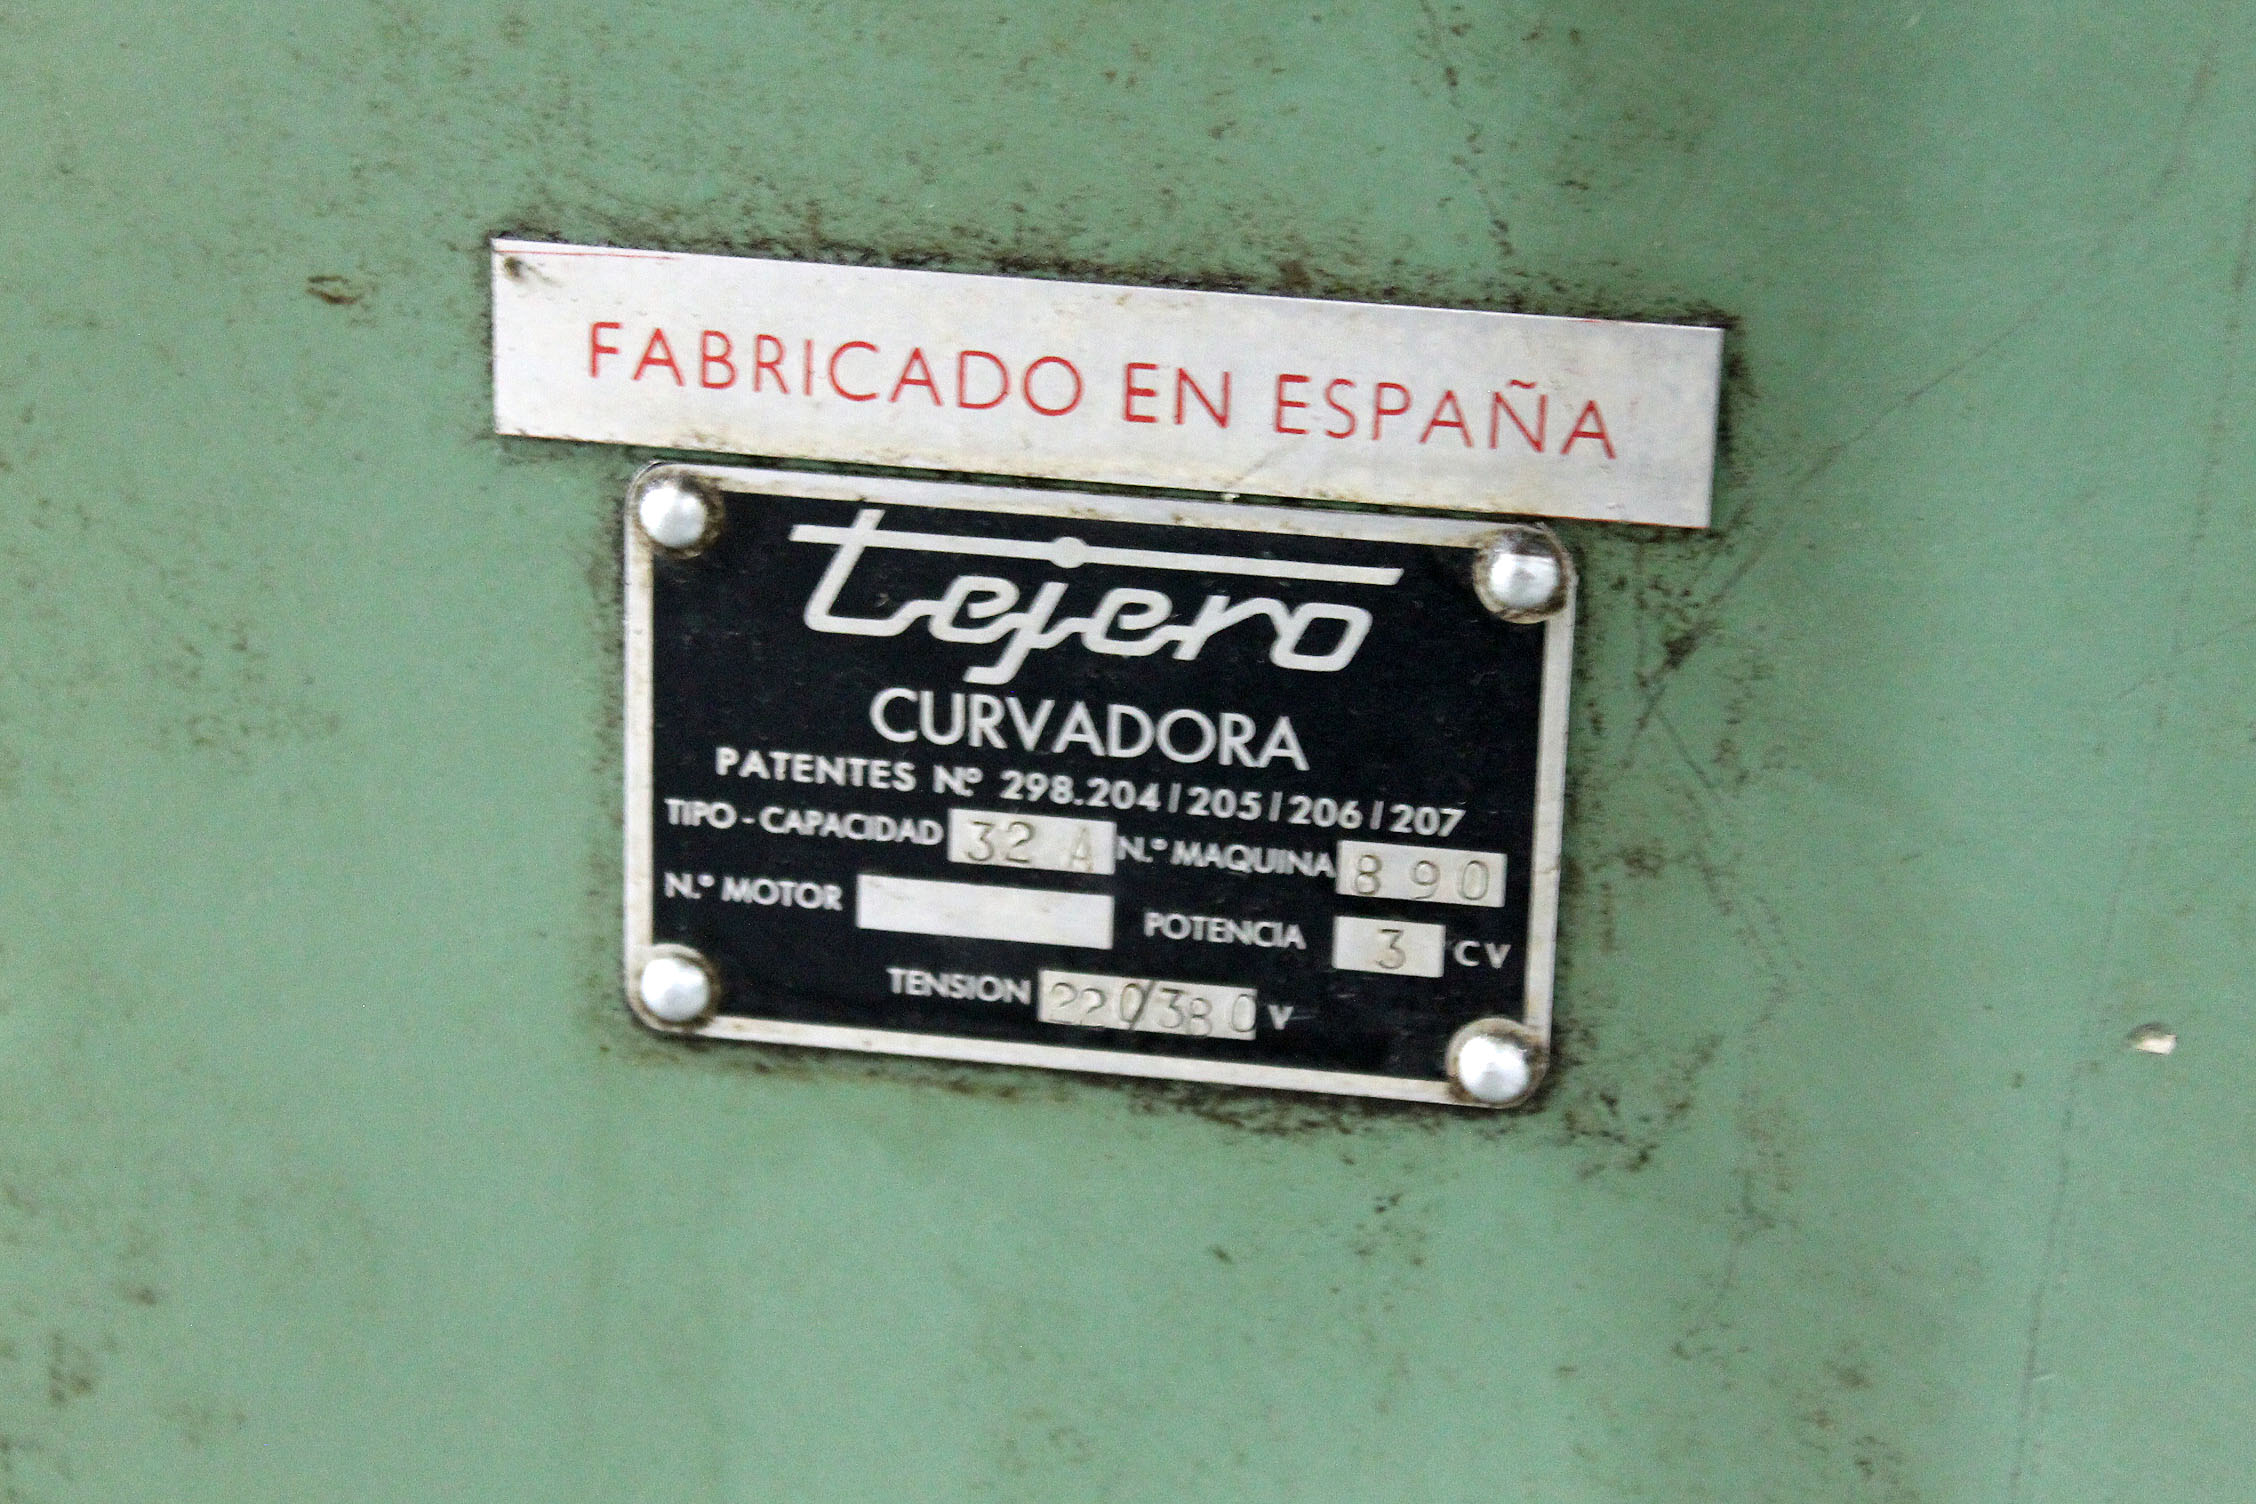 FABRICADO EN ESPAÑA
tejero
CURVADORA
PATENTES Nº 298.204/205/206/207
TIPO-CAPACIDAD 32 A N.º MAQUINA 890
N.º MOTOR POTENCIA 3 CV
TENSION 220/380 V